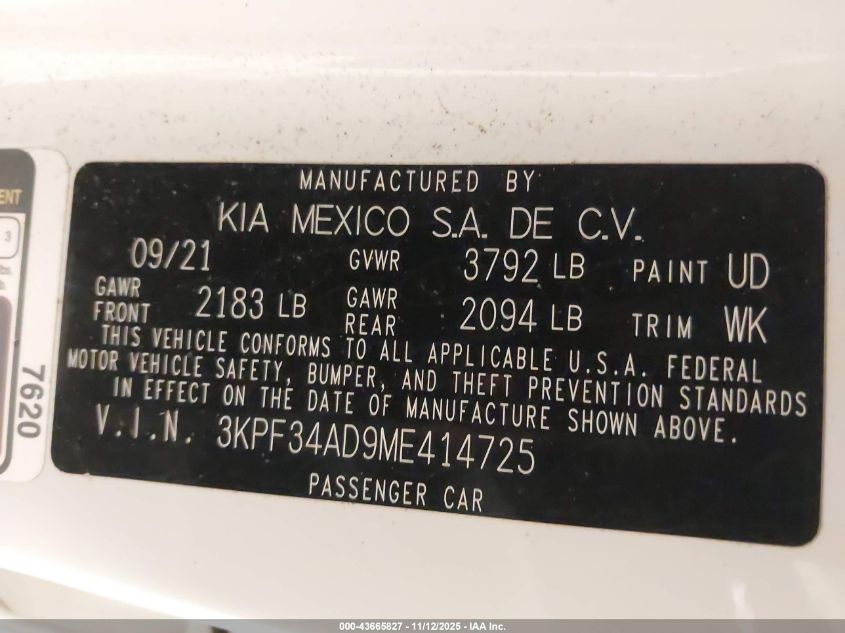 MANUFACTURED BY
KIA MEXICO S.A. DE C.V.
09/21 GVWR 3792 LB PAINT UD
GAWR FRONT 2183 LB GAWR REAR 2094 LB TRIM WK
THIS VEHICLE CONFORMS TO ALL APPLICABLE U.S.A. FEDERAL
MOTOR VEHICLE SAFETY, BUMPER, AND THEFT PREVENTION STANDARDS
IN EFFECT ON THE DATE OF MANUFACTURE SHOWN ABOVE.
V.I.N. 3KPF34AD9ME414725
PASSENGER CAR
7620
3
000-43665827 - 11/12/2025 - IAA Inc.